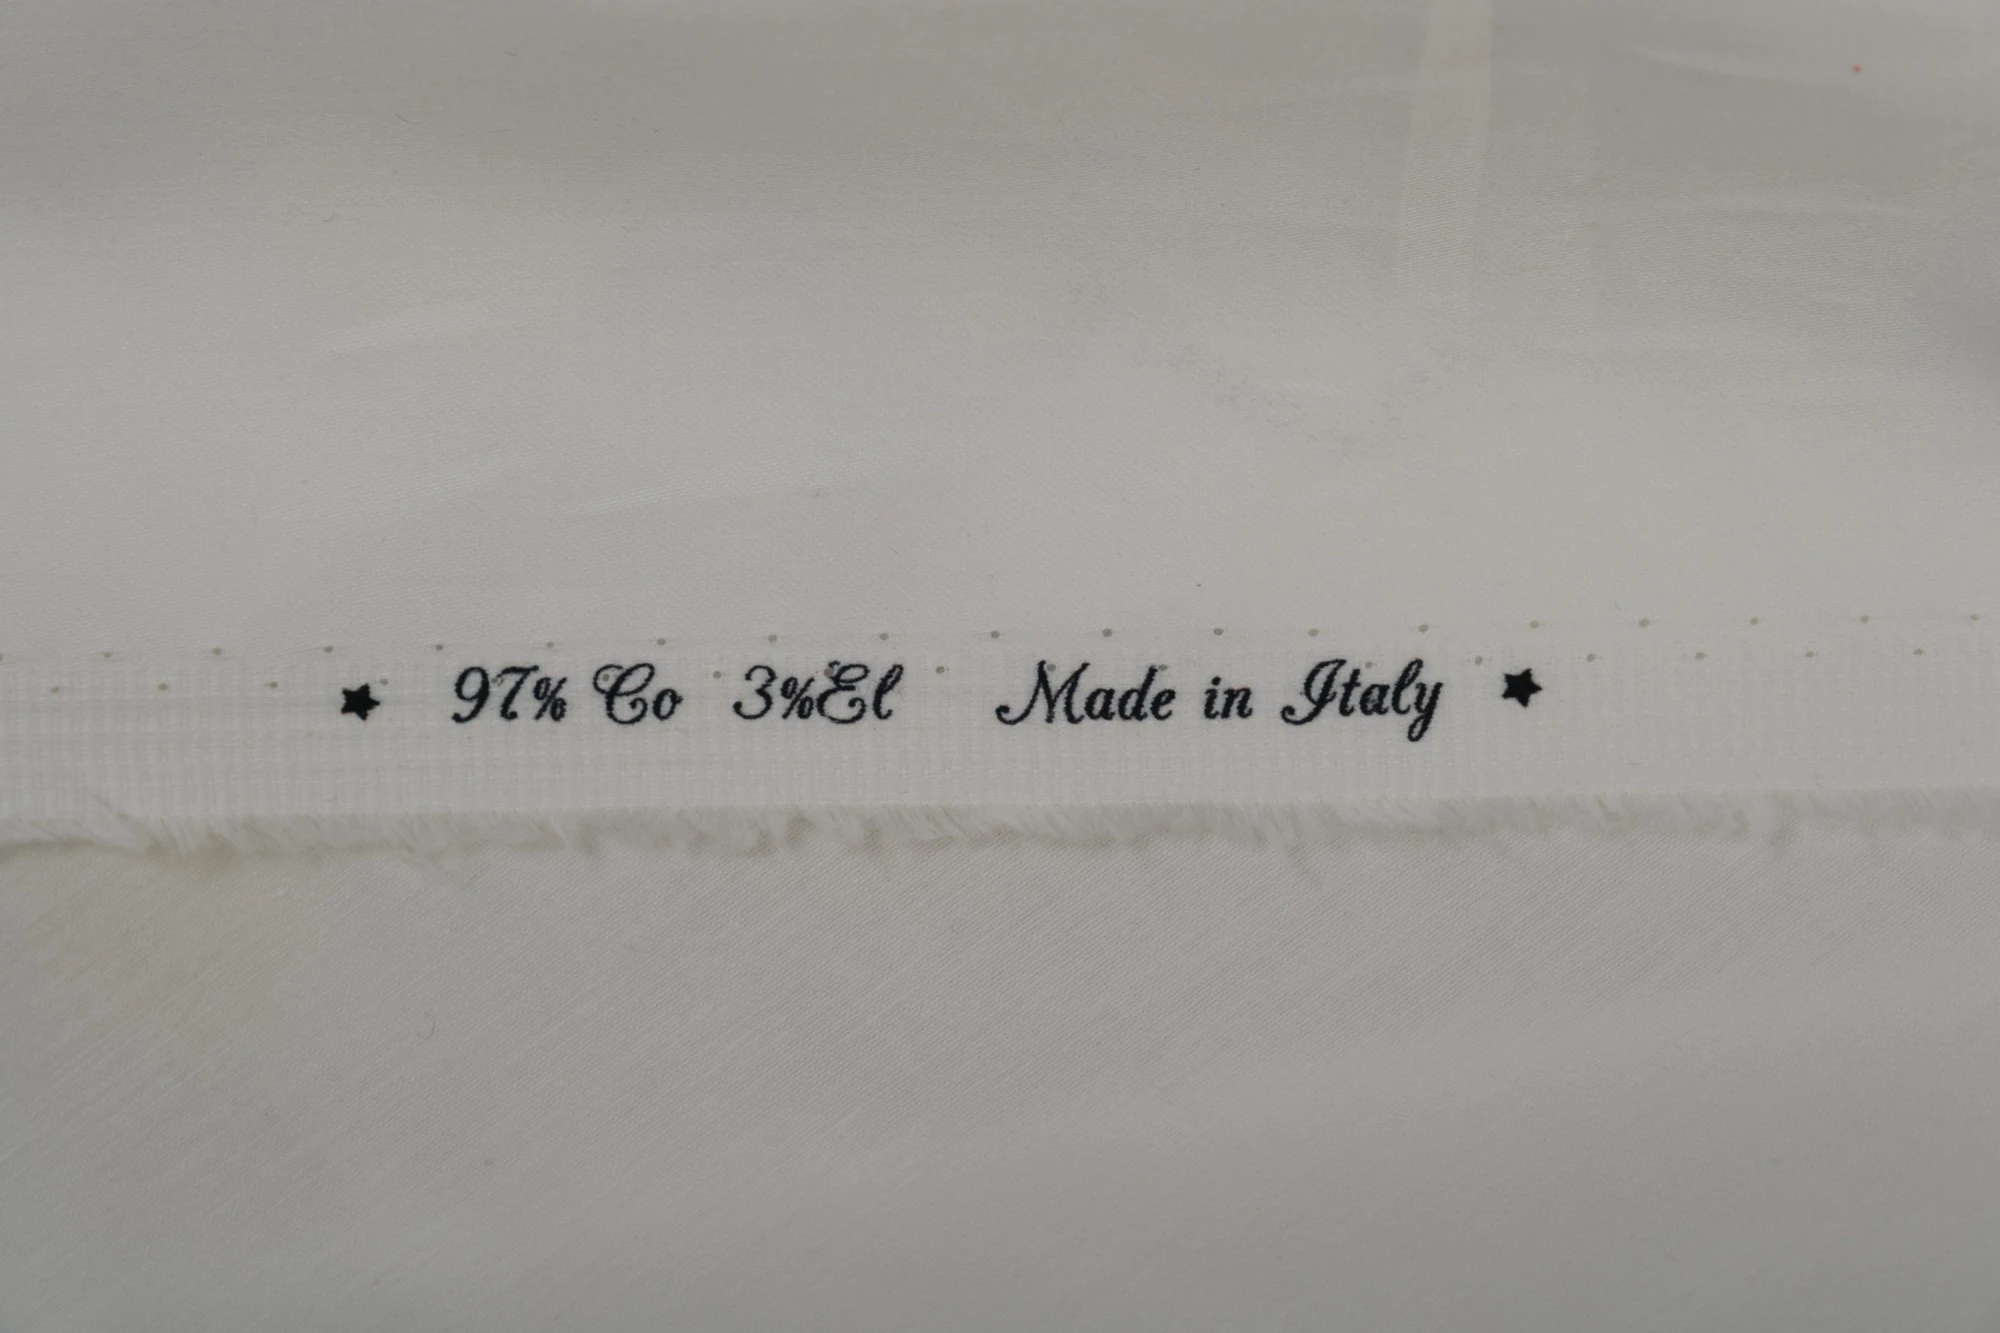 ★ 97% Co 3%El Made in Italy ★